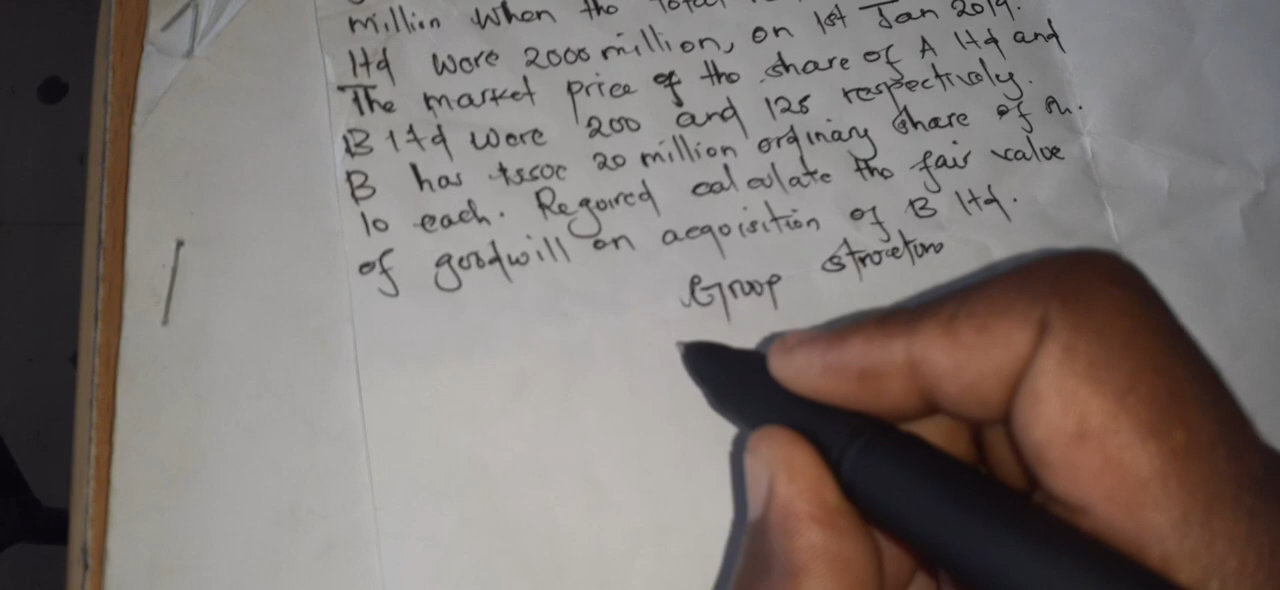 million when the Total
ltd were 2000 million, on 1st Jan 2019.
The market price of the share of A ltd and
B ltd were 200 and 125 respectively.
B has issue 20 million ordinary share of sh.
10 each. Required calculate the fair value
of goodwill on acquisition of B ltd.
Group structure